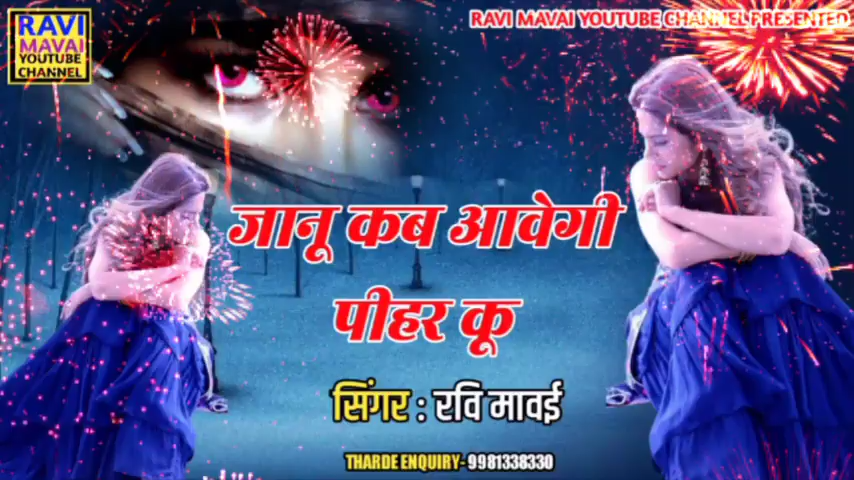 RAVI
MAVAI
YOUTUBE
CHANNEL
RAVI MAVAI YOUTUBE CHANNEL PRESENTED
जानू कब आवेगी
पीहर कू
सिंगर : रवि मावई
THARDE ENQUIRY- 9981338330